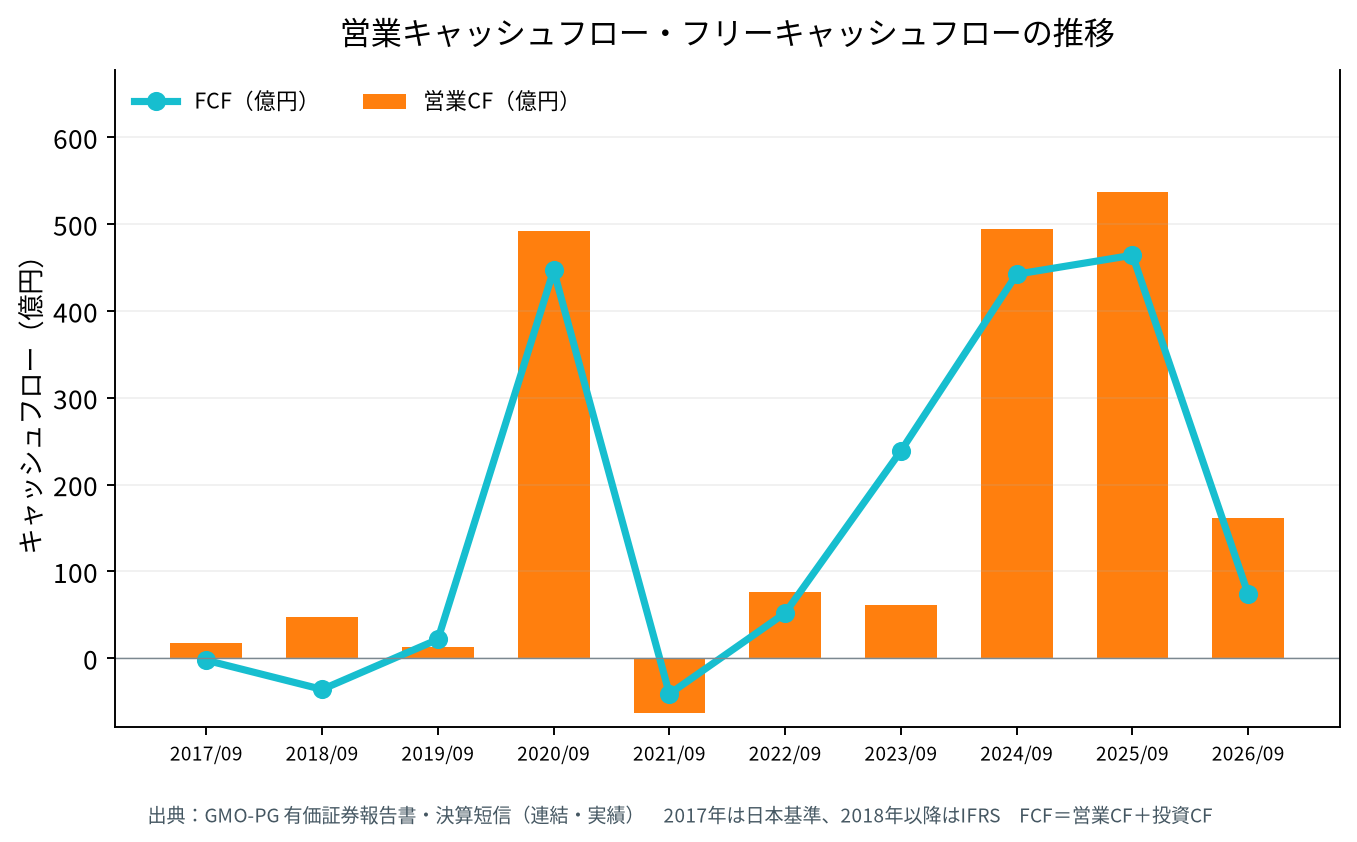 営業キャッシュフロー・フリーキャッシュフローの推移
FCF（億円）
営業CF（億円）
キャッシュフロー（億円）
600
500
400
300
200
100
0
2017/09 2018/09 2019/09 2020/09 2021/09 2022/09 2023/09 2024/09 2025/09 2026/09
出典：GMO-PG 有価証券報告書・決算短信（連結・実績）　2017年は日本基準、2018年以降はIFRS　FCF＝営業CF＋投資CF